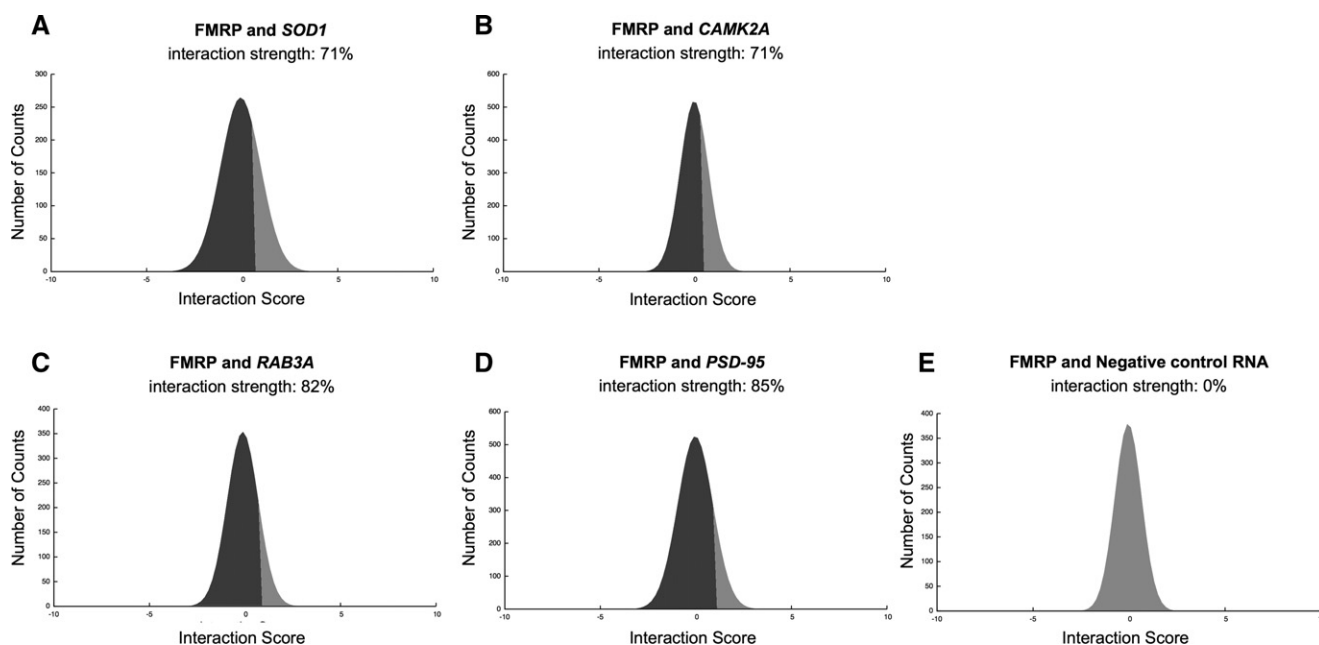 A
FMRP and SOD1
interaction strength: 71%
300
250
200
150
100
50
0
-10
-5
0
5
10
Number of Counts
Interaction Score
B
FMRP and CAMK2A
interaction strength: 71%
600
500
400
300
200
100
0
-10
-5
0
5
10
Number of Counts
Interaction Score
C
FMRP and RAB3A
interaction strength: 82%
400
350
300
250
200
150
100
50
0
-10
-5
0
5
10
Number of Counts
Interaction Score
D
FMRP and PSD-95
interaction strength: 85%
600
500
400
300
200
100
0
-10
-5
0
5
10
Number of Counts
Interaction Score
E
FMRP and Negative control RNA
interaction strength: 0%
400
350
300
250
200
150
100
50
0
-10
-5
0
5
Number of Counts
Interaction Score